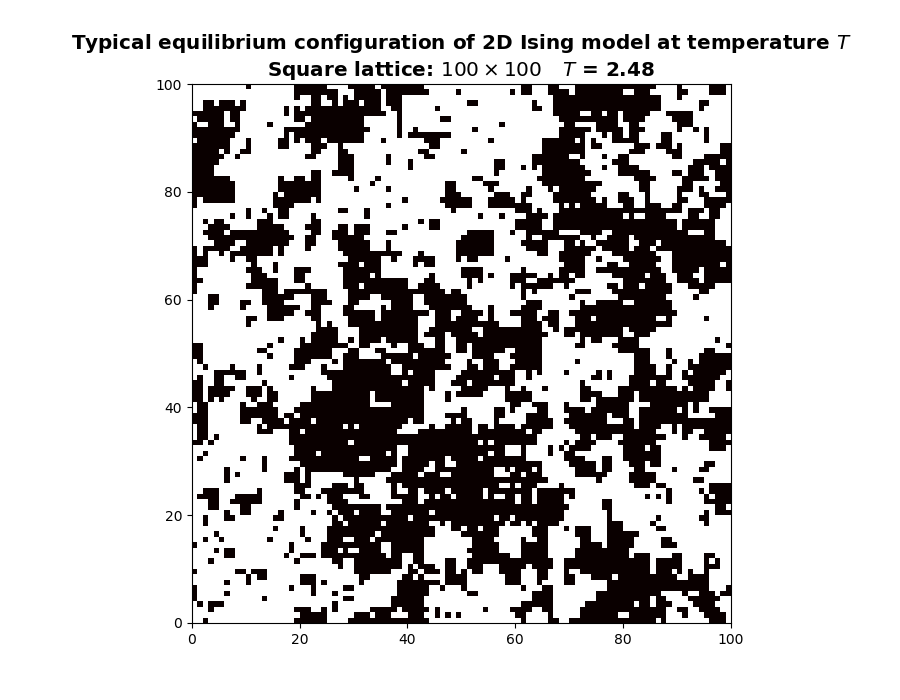 Typical equilibrium configuration of 2D Ising model at temperature T
Square lattice: 100 × 100 T = 2.48
100
80
60
40
20
0
0 20 40 60 80 100